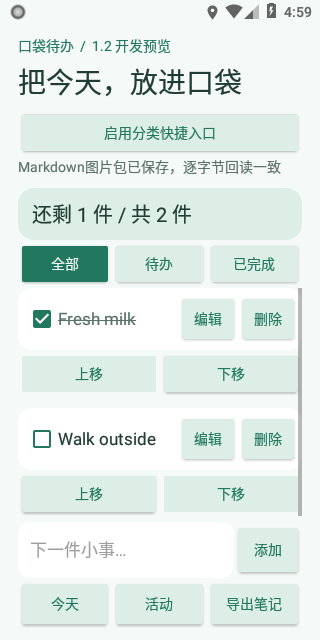 4:59
口袋待办 / 1.2 开发预览
把今天，放进口袋
启用分类快捷入口
Markdown图片包已保存，逐字节回读一致
还剩 1 件 / 共 2 件
全部 待办 已完成
Fresh milk 编辑 删除
上移 下移
Walk outside 编辑 删除
上移 下移
下一件小事… 添加
今天 活动 导出笔记